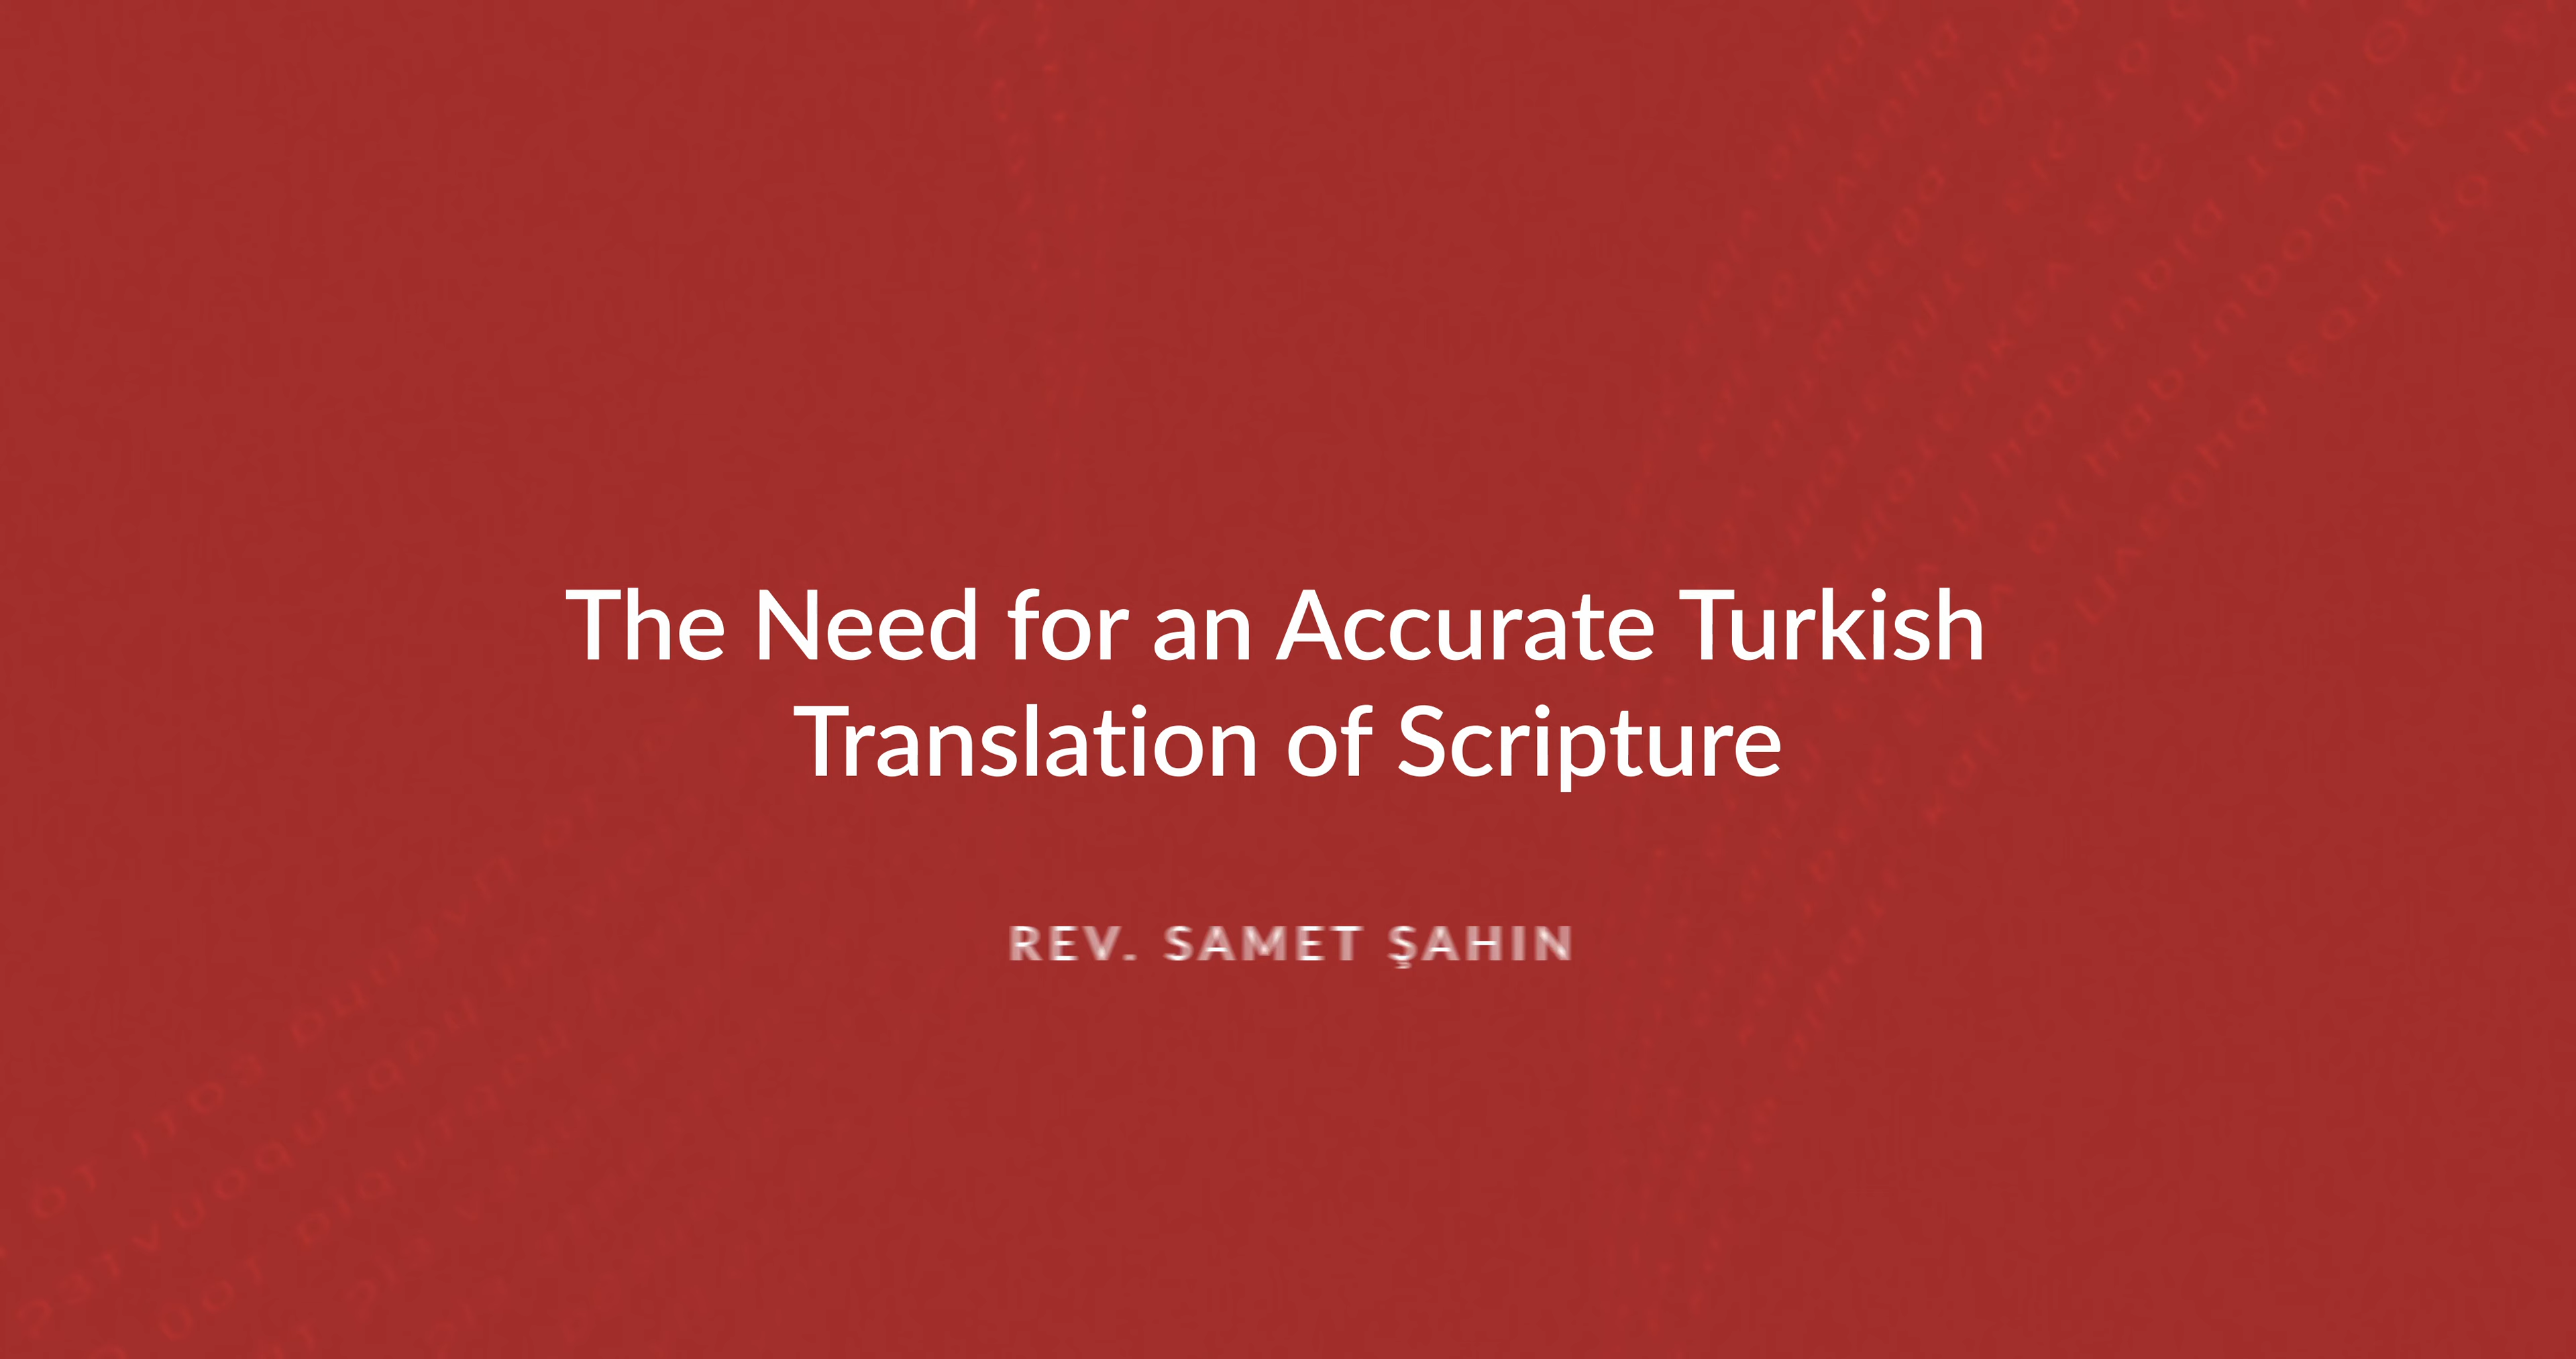 The Need for an Accurate Turkish
Translation of Scripture
REV. SAMET ŞAHIN